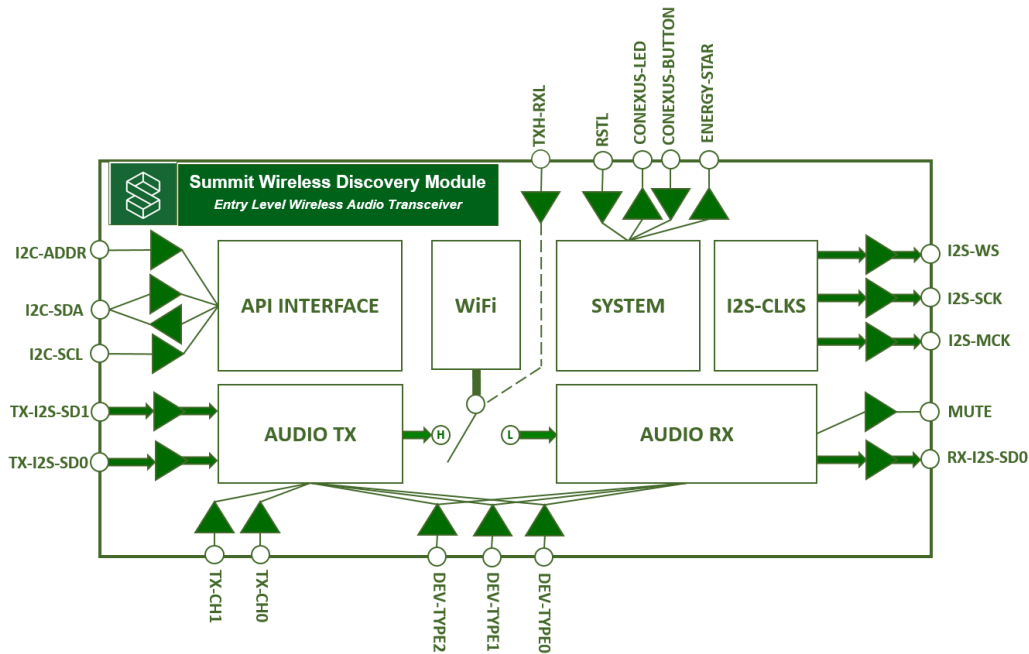 TXH-RXL
RSTL
CONEXUS-LED
CONEXUS-BUTTON
ENERGY-STAR
Summit Wireless Discovery Module
Entry Level Wireless Audio Transceiver
I2C-ADDR
I2C-SDA
I2C-SCL
TX-I2S-SD1
TX-I2S-SD0
API INTERFACE
WiFi
SYSTEM
I2S-CLKS
I2S-WS
I2S-SCK
I2S-MCK
AUDIO TX
H
L
AUDIO RX
MUTE
RX-I2S-SD0
TX-CH1
TX-CH0
DEV-TYPE2
DEV-TYPE1
DEV-TYPE0